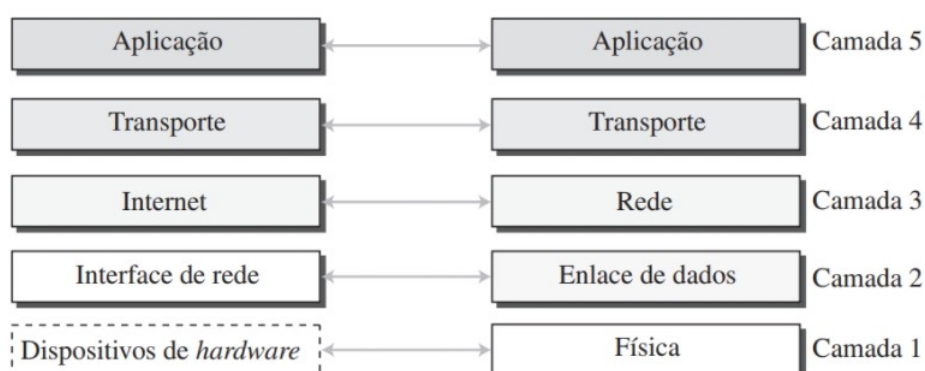 Aplicação Aplicação Camada 5
Transporte Transporte Camada 4
Internet Rede Camada 3
Interface de rede Enlace de dados Camada 2
Dispositivos de hardware Física Camada 1